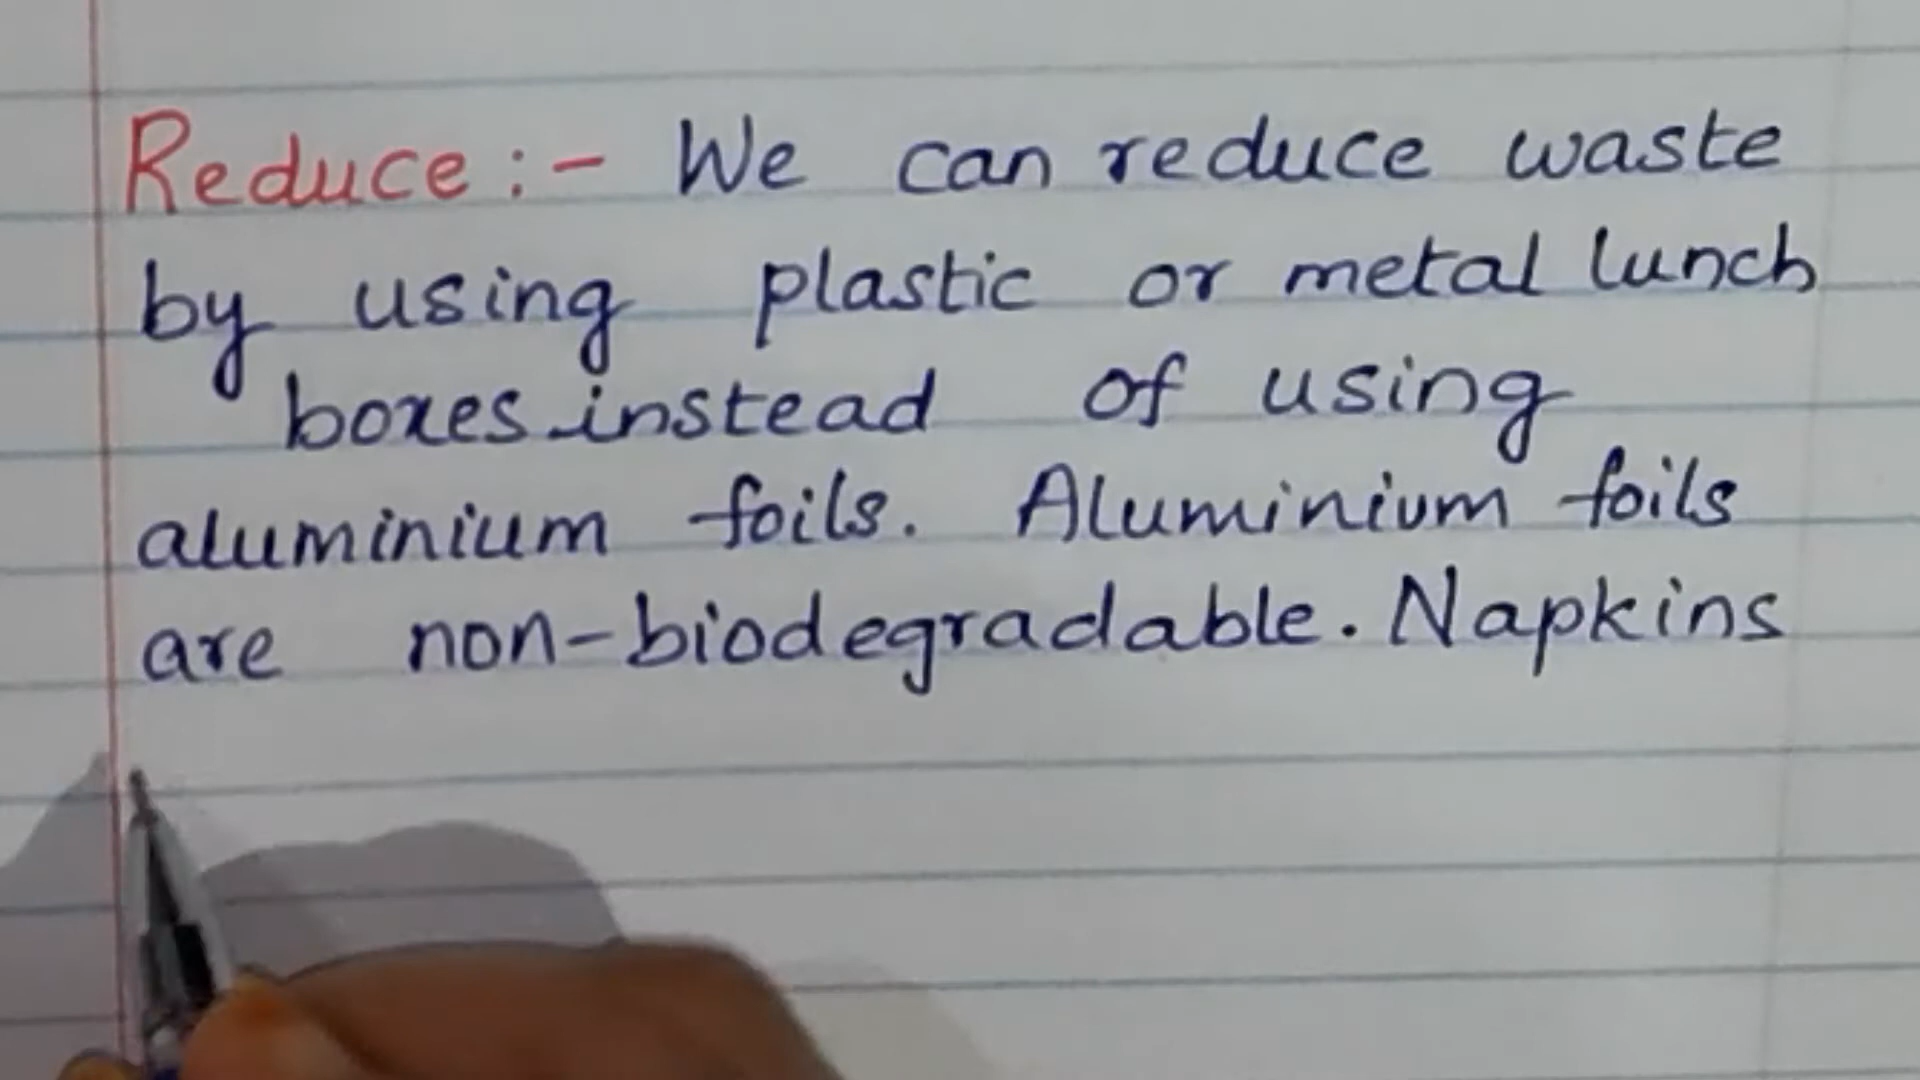 Reduce:- We can reduce waste
by using plastic or metal lunch
boxes instead of using
aluminium foils. Aluminium foils
are non-biodegradable. Napkins